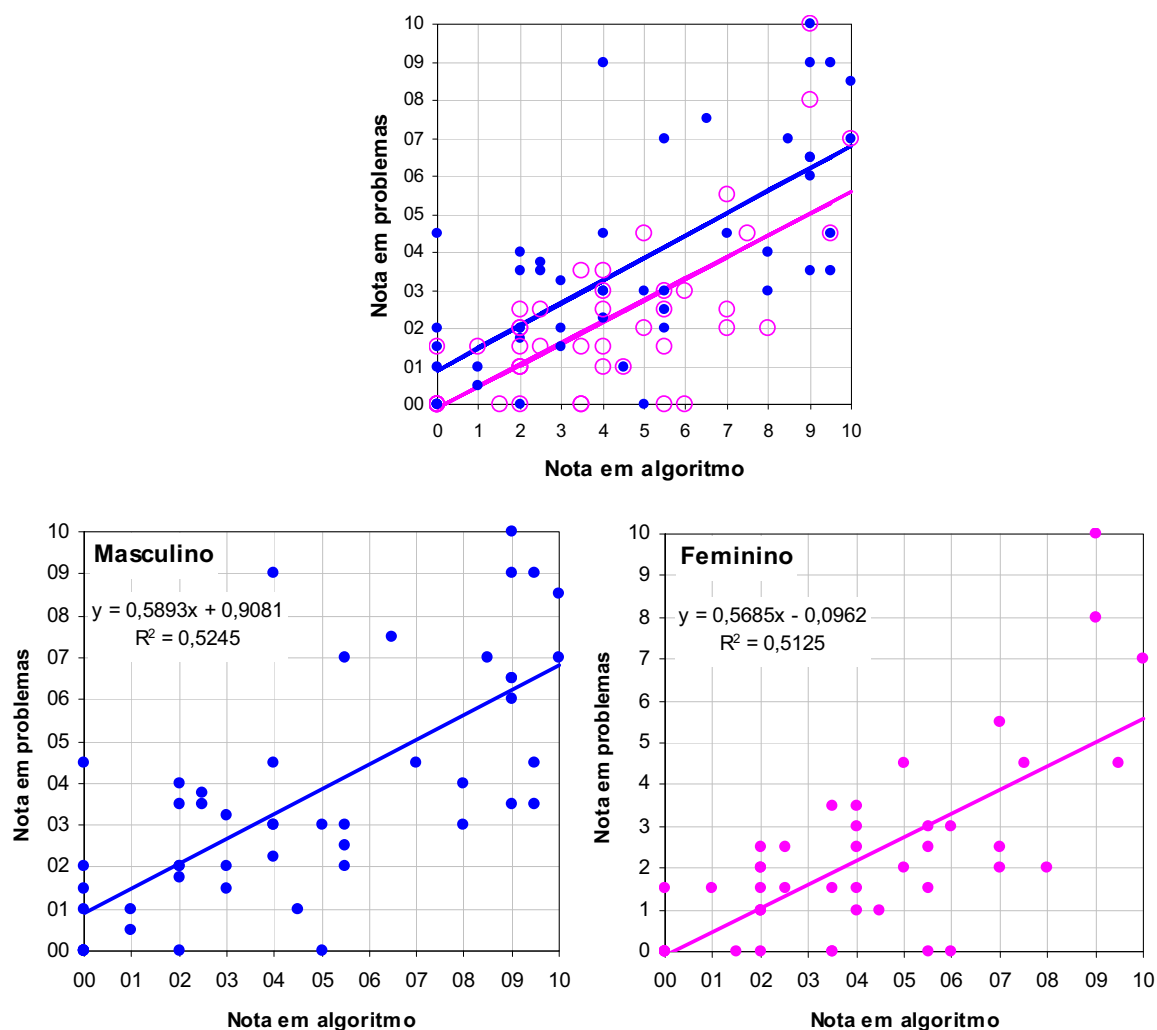 10
09
08
07
06
05
04
03
02
01
00
Nota em problemas
0 1 2 3 4 5 6 7 8 9 10
Nota em algoritmo
10
09
08
07
06
05
04
03
02
01
00
Nota em problemas
Masculino
y = 0,5893x + 0,9081
R² = 0,5245
00 01 02 03 04 05 06 07 08 09 10
Nota em algoritmo
10
9
8
7
6
5
4
3
2
1
0
Nota em problemas
Feminino
y = 0,5685x - 0,0962
R² = 0,5125
00 01 02 03 04 05 06 07 08 09 10
Nota em algoritmo